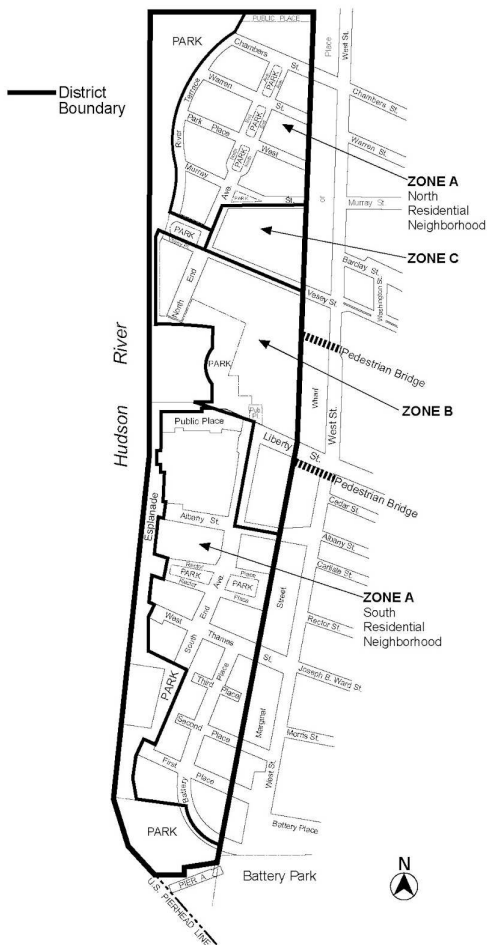 PUBLIC PLACE
PARK
Place
West St.
Chambers
St.
District
Boundary
Chambers St.
Warren
PARK
Terrace
St.
PARK
Park Place
West
Warren St.
River
PARK
ZONE A
North
Residential
Neighborhood
Murray
Ave.
PARK
St.
or
Murray St.
PARK
ZONE C
Barclay St.
Washington St.
End
Vesey St.
North
River
PARK
Pedestrian Bridge
ZONE B
Wharf
West St.
Hudson
Public Place
Liberty
St.
Pedestrian Bridge
Esplanade
Cedar St.
Albany St.
Albany St.
Carlisle St.
Rector
Place
PARK
Ave.
PARK
Rector
Place
ZONE A
South
Residential
Neighborhood
Street
West
End
Rector St.
Thames
South
St.
Place
Joseph B. Ward St.
PARK
Third
Place
Second
Place
Marginal
Morris St.
First
Place
West St.
Battery
Battery Place
PARK
N
PIER A
Battery Park
U.S. PIERHEAD LINE